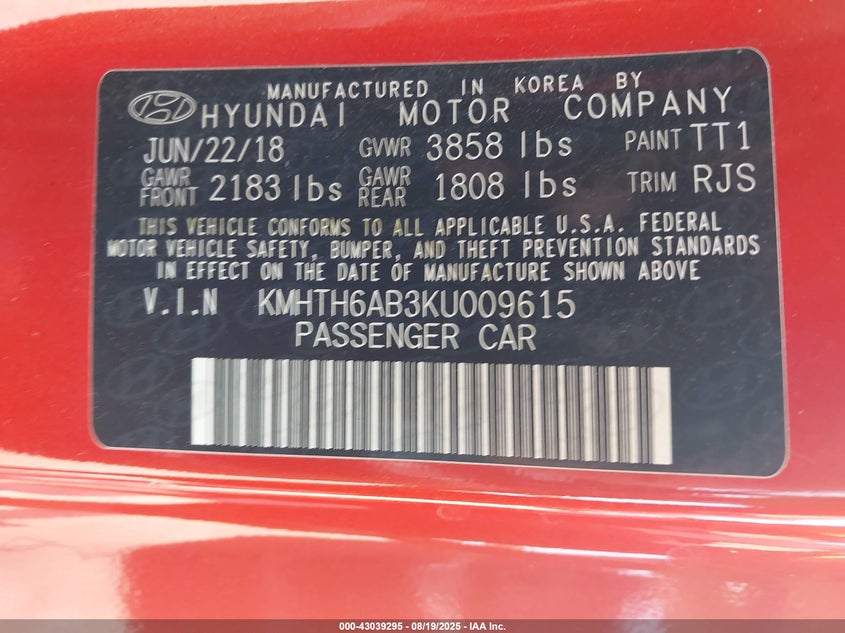 MANUFACTURED IN KOREA BY
HYUNDAI MOTOR COMPANY
JUN/22/18 GVWR 3858 lbs PAINT TT1
GAWR FRONT 2183 lbs GAWR REAR 1808 lbs TRIM RJS
THIS VEHICLE CONFORMS TO ALL APPLICABLE U.S.A. FEDERAL
MOTOR VEHICLE SAFETY, BUMPER, AND THEFT PREVENTION STANDARDS
IN EFFECT ON THE DATE OF MANUFACTURE SHOWN ABOVE
V.I.N KMHTH6AB3KU009615
PASSENGER CAR
000-43039295 - 08/19/2025 - IAA Inc.